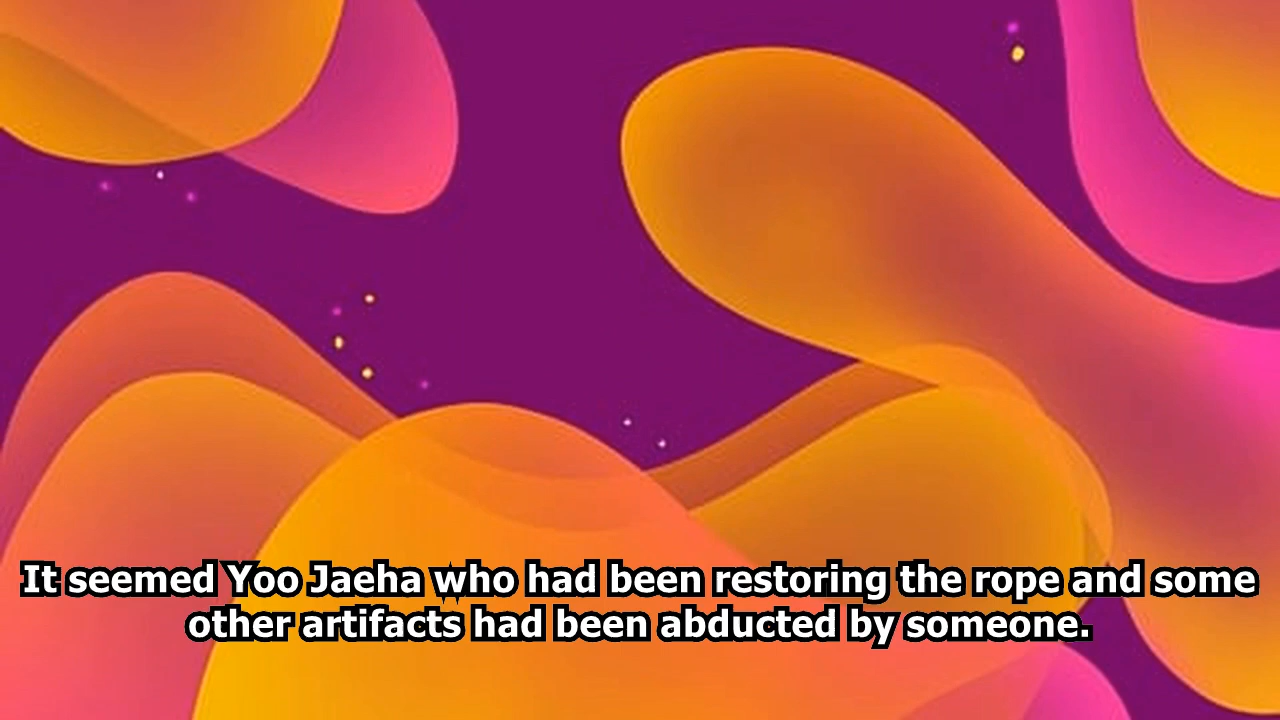 It seemed Yoo Jaeha who had been restoring the rope and some
other artifacts had been abducted by someone.